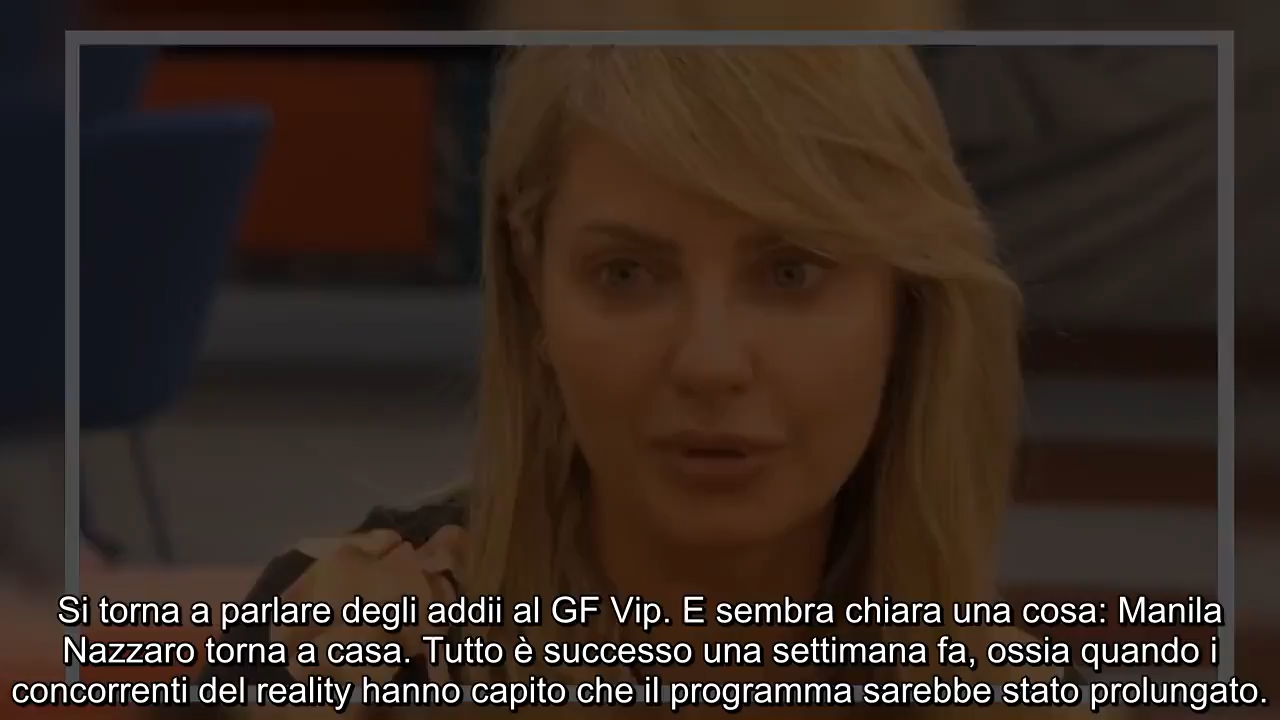 Si torna a parlare degli addii al GF Vip. E sembra chiara una cosa: Manila
Nazzaro torna a casa. Tutto è successo una settimana fa, ossia quando i
concorrenti del reality hanno capito che il programma sarebbe stato prolungato.